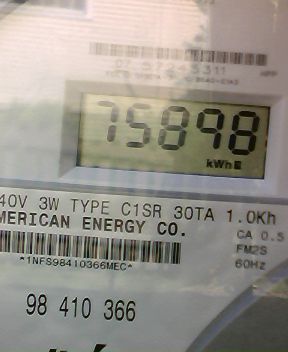 75898
kWh
40V 3W TYPE C1SR 30TA 1.0Kh
MERICAN ENERGY CO.
CA 0.5
FM2S
60Hz
*1NFS98410366MEC*
98 410 366